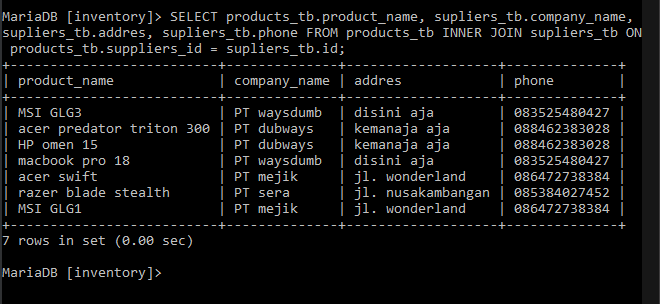 MariaDB [inventory]> SELECT products_tb.product_name, supliers_tb.company_name,
supliers_tb.addres, supliers_tb.phone FROM products_tb INNER JOIN supliers_tb ON
 products_tb.suppliers_id = supliers_tb.id;
+------------------------+--------------+-------------------+--------------+
| product_name           | company_name | addres            | phone        |
+------------------------+--------------+-------------------+--------------+
| MSI GLG3               | PT waysdumb  | disini aja        | 083525480427 |
| acer predator triton 300 | PT dubways   | kemanaja aja      | 088462383028 |
| HP omen 15             | PT dubways   | kemanaja aja      | 088462383028 |
| macbook pro 18         | PT waysdumb  | disini aja        | 083525480427 |
| acer swift             | PT mejik     | jl. wonderland    | 086472738384 |
| razer blade stealth    | PT sera      | jl. nusakambangan | 085384027452 |
| MSI GLG1               | PT mejik     | jl. wonderland    | 086472738384 |
+------------------------+--------------+-------------------+--------------+
7 rows in set (0.00 sec)
MariaDB [inventory]>